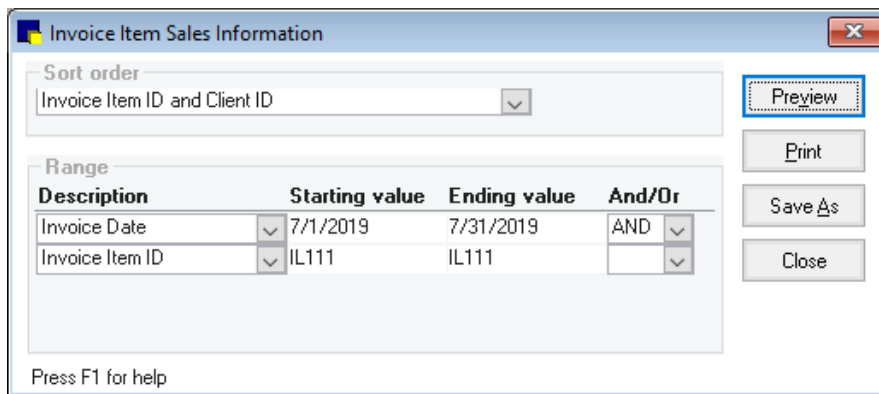 Invoice Item Sales Information
Sort order
Invoice Item ID and Client ID
Preview
Print
Save As
Close
Range
Description Starting value Ending value And/Or
Invoice Date 7/1/2019 7/31/2019 AND
Invoice Item ID IL111 IL111
Press F1 for help